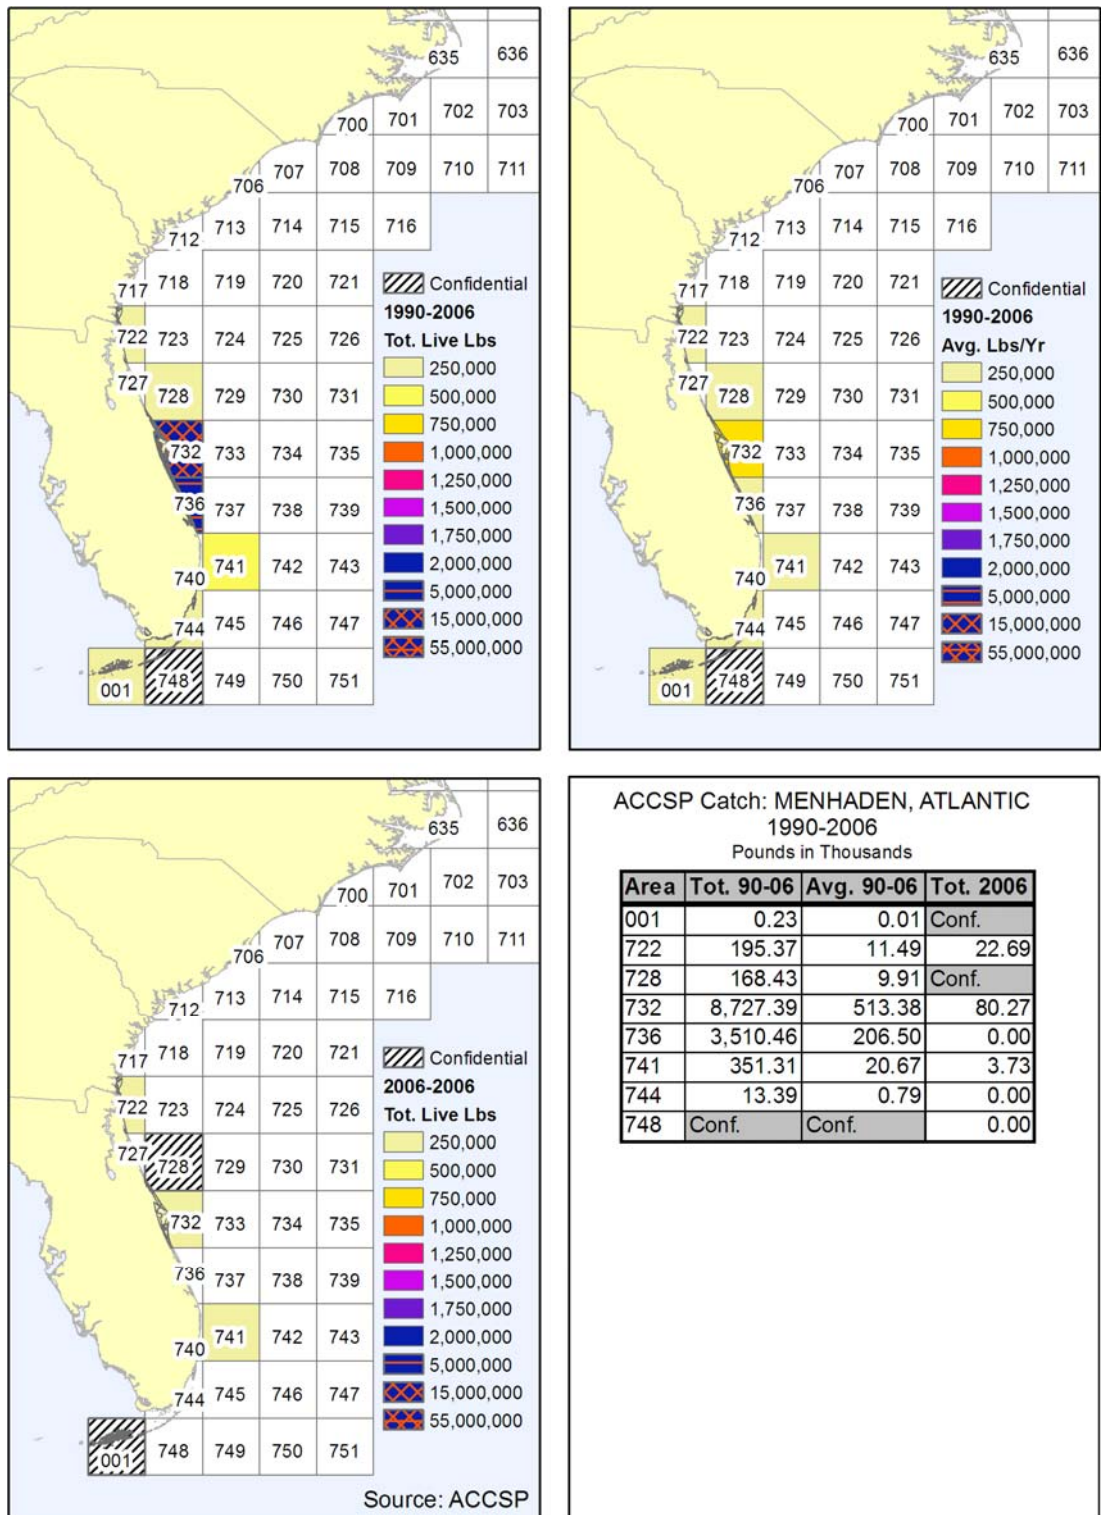 635 636
700 701 702 703
706 707 708 709 710 711
712 713 714 715 716
717 718 719 720 721
722 723 724 725 726
727 728 729 730 731
732 733 734 735
736 737 738 739
740 741 742 743
744 745 746 747
001 748 749 750 751
Confidential
1990-2006
Tot. Live Lbs
250,000
500,000
750,000
1,000,000
1,250,000
1,500,000
1,750,000
2,000,000
5,000,000
15,000,000
55,000,000
635 636
700 701 702 703
706 707 708 709 710 711
712 713 714 715 716
717 718 719 720 721
722 723 724 725 726
727 728 729 730 731
732 733 734 735
736 737 738 739
740 741 742 743
744 745 746 747
001 748 749 750 751
Confidential
1990-2006
Avg. Lbs/Yr
250,000
500,000
750,000
1,000,000
1,250,000
1,500,000
1,750,000
2,000,000
5,000,000
15,000,000
55,000,000
635 636
700 701 702 703
706 707 708 709 710 711
712 713 714 715 716
717 718 719 720 721
722 723 724 725 726
727 728 729 730 731
732 733 734 735
736 737 738 739
740 741 742 743
744 745 746 747
001 748 749 750 751
Confidential
2006-2006
Tot. Live Lbs
250,000
500,000
750,000
1,000,000
1,250,000
1,500,000
1,750,000
2,000,000
5,000,000
15,000,000
55,000,000
Source: ACCSP
ACCSP Catch: MENHADEN, ATLANTIC
1990-2006
Pounds in Thousands
Area Tot. 90-06 Avg. 90-06 Tot. 2006
001 0.23 0.01 Conf.
722 195.37 11.49 22.69
728 168.43 9.91 Conf.
732 8,727.39 513.38 80.27
736 3,510.46 206.50 0.00
741 351.31 20.67 3.73
744 13.39 0.79 0.00
748 Conf. Conf. 0.00